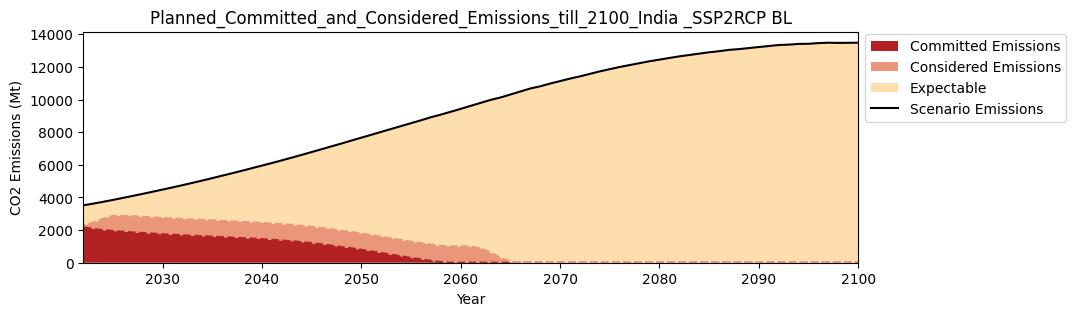 Planned_Committed_and_Considered_Emissions_till_2100_India _SSP2RCP BL
14000
12000
10000
8000
6000
4000
2000
0
CO2 Emissions (Mt)
2030
2040
2050
2060
2070
2080
2090
2100
Year
Committed Emissions
Considered Emissions
Expectable
Scenario Emissions